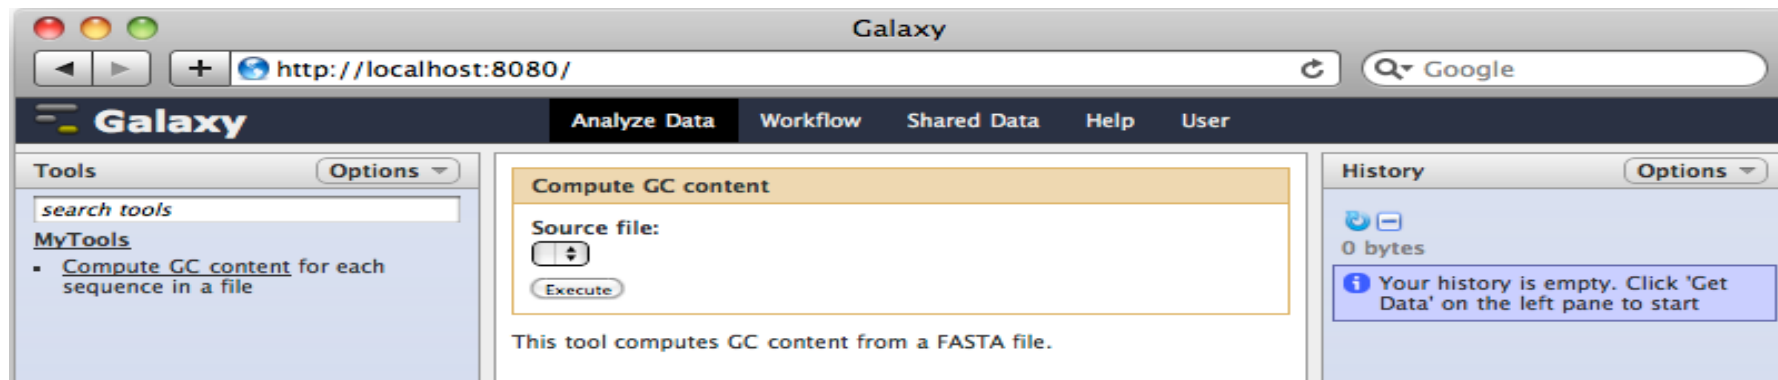 Galaxy
http://localhost:8080/
Google
Galaxy
Analyze Data Workflow Shared Data Help User
Tools
Options
search tools
MyTools
Compute GC content for each
sequence in a file
Compute GC content
Source file:
Execute
This tool computes GC content from a FASTA file.
History
Options
0 bytes
Your history is empty. Click 'Get
Data' on the left pane to start